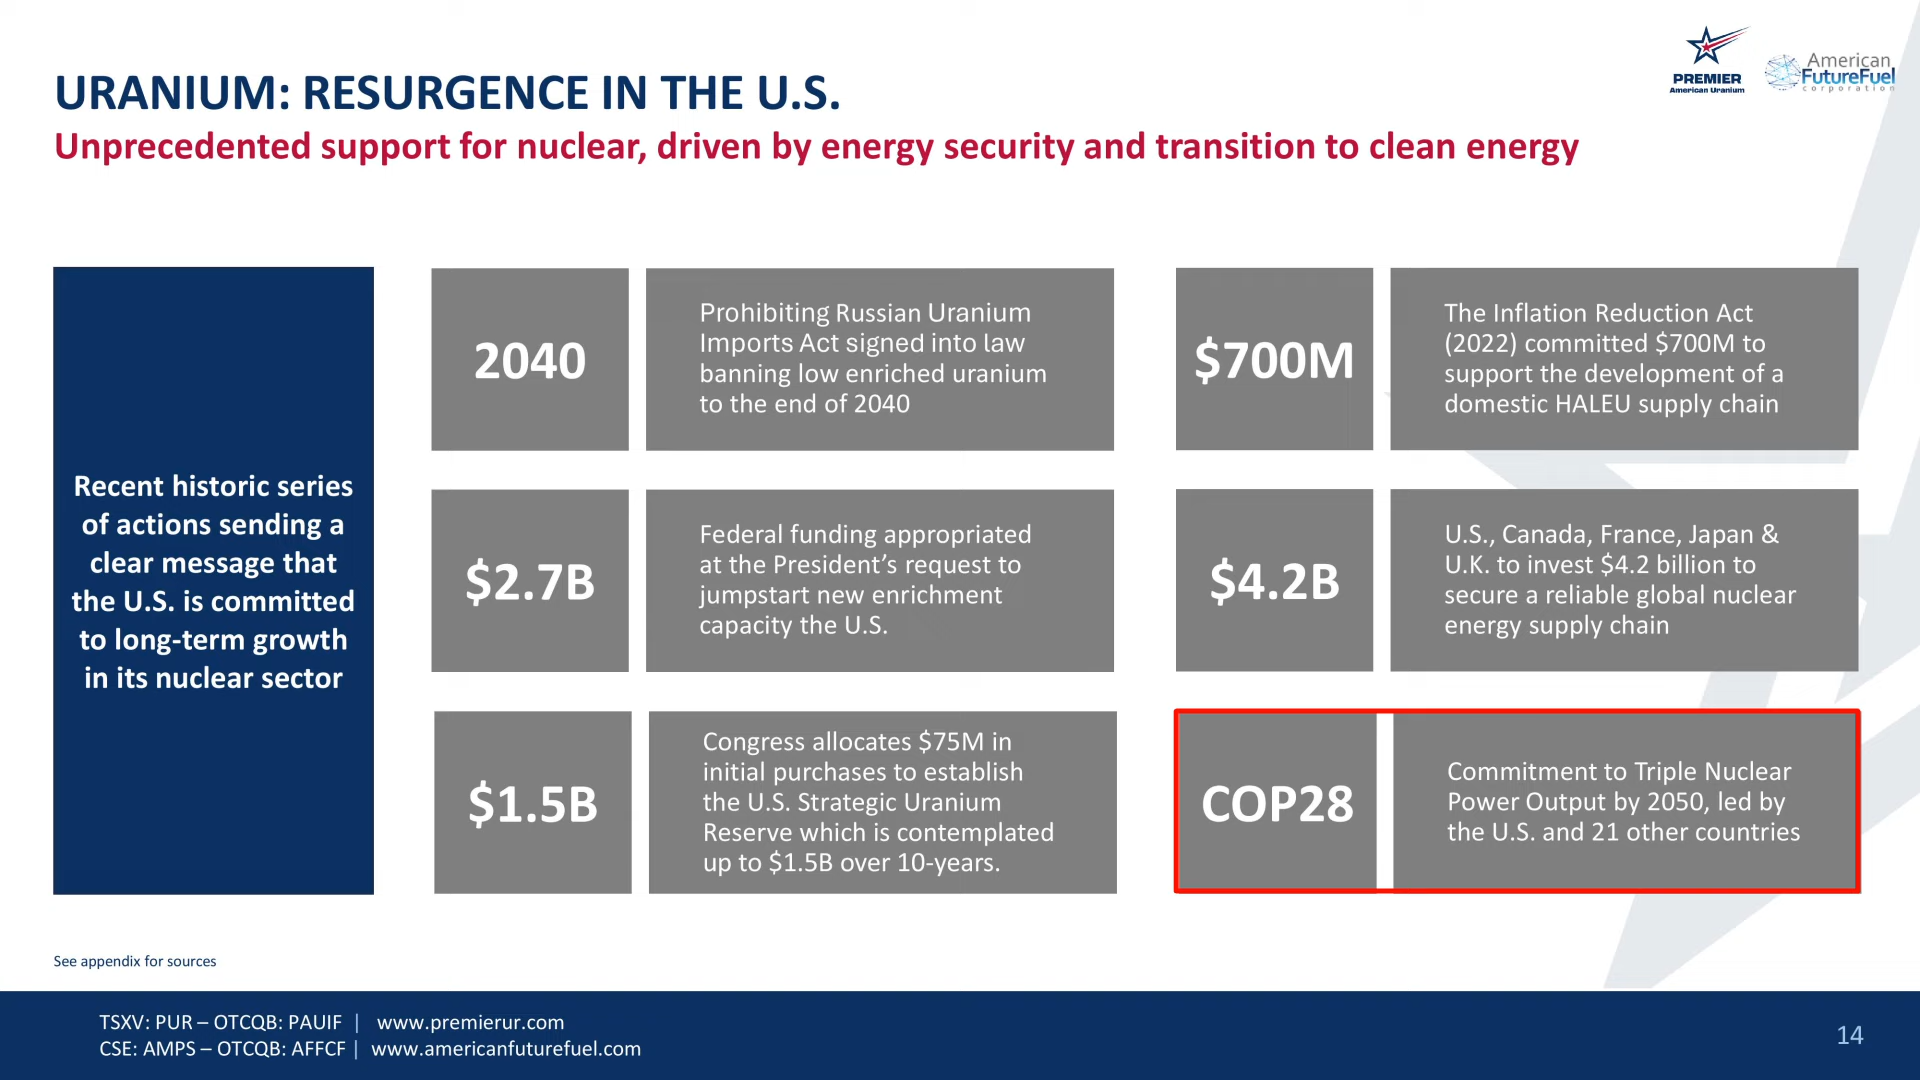 PREMIER
American Uranium
American
FutureFuel
corporation
URANIUM: RESURGENCE IN THE U.S.
Unprecedented support for nuclear, driven by energy security and transition to clean energy
Recent historic series
of actions sending a
clear message that
the U.S. is committed
to long-term growth
in its nuclear sector
2040
Prohibiting Russian Uranium
Imports Act signed into law
banning low enriched uranium
to the end of 2040
$700M
The Inflation Reduction Act
(2022) committed $700M to
support the development of a
domestic HALEU supply chain
$2.7B
Federal funding appropriated
at the President’s request to
jumpstart new enrichment
capacity the U.S.
$4.2B
U.S., Canada, France, Japan &
U.K. to invest $4.2 billion to
secure a reliable global nuclear
energy supply chain
$1.5B
Congress allocates $75M in
initial purchases to establish
the U.S. Strategic Uranium
Reserve which is contemplated
up to $1.5B over 10-years.
COP28
Commitment to Triple Nuclear
Power Output by 2050, led by
the U.S. and 21 other countries
See appendix for sources
TSXV: PUR – OTCQB: PAUIF | www.premierur.com
CSE: AMPS – OTCQB: AFFCF | www.americanfuturefuel.com
14